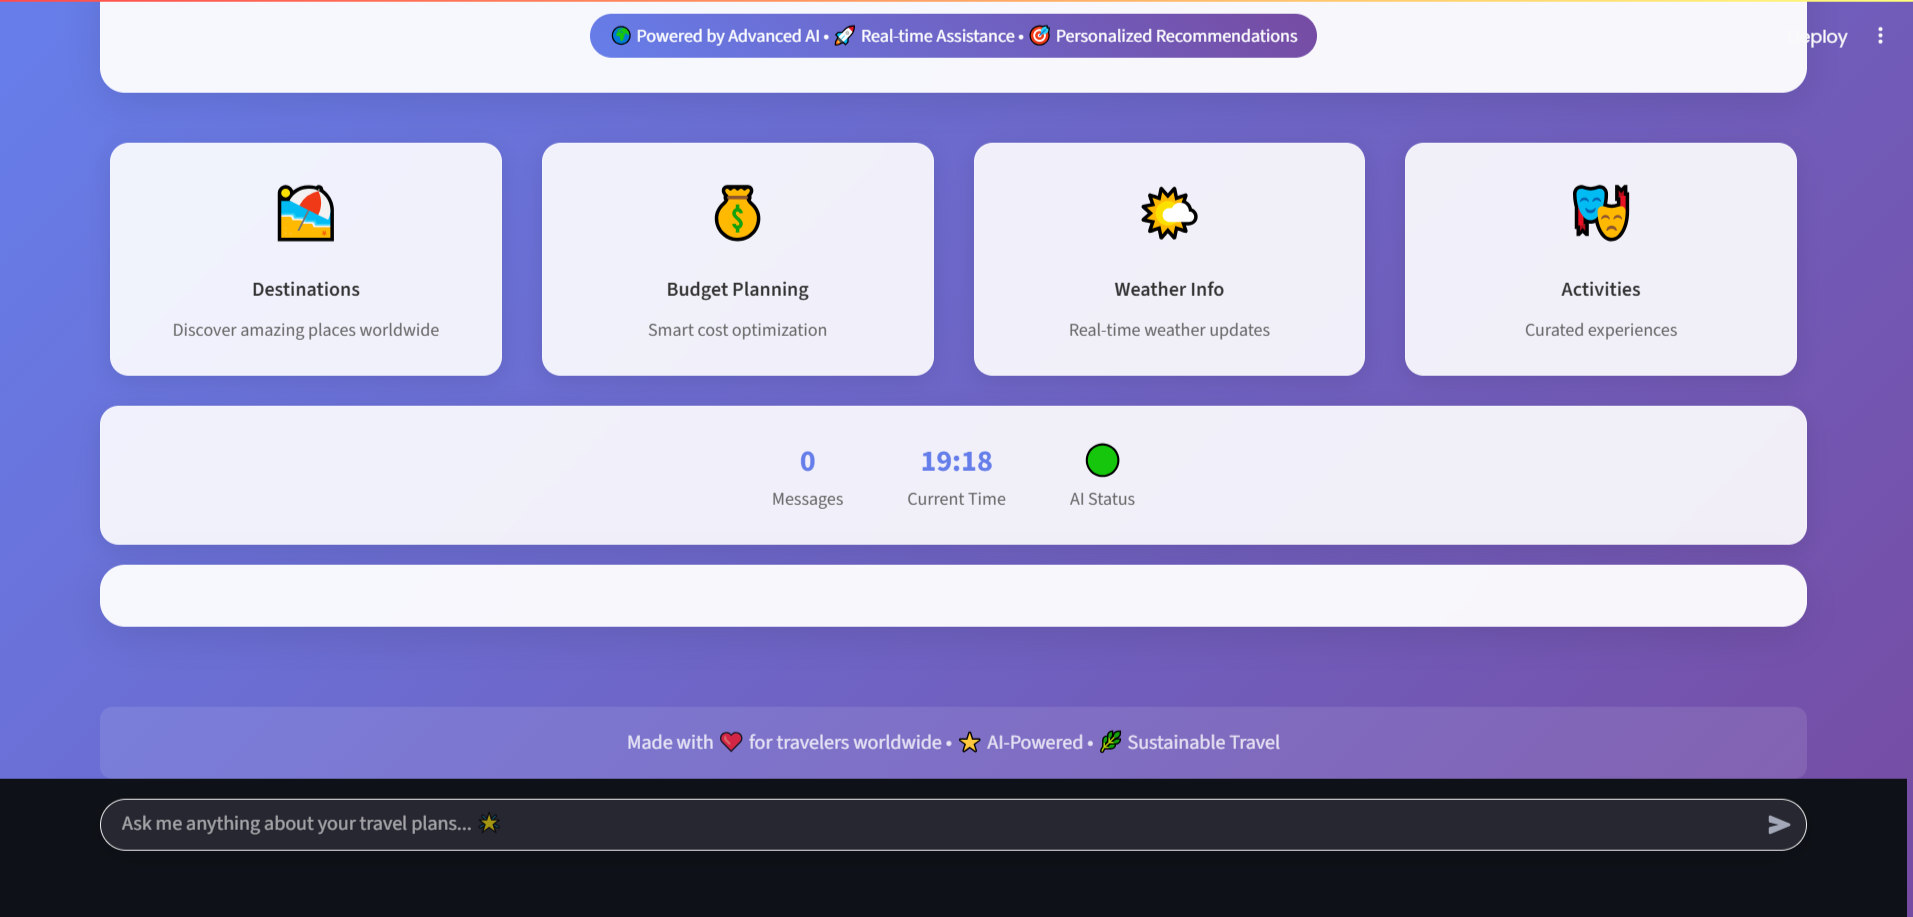 Powered by Advanced AI • Real-time Assistance • Personalized Recommendations
eploy
Destinations
Discover amazing places worldwide
Budget Planning
Smart cost optimization
Weather Info
Real-time weather updates
Activities
Curated experiences
0
Messages
19:18
Current Time
AI Status
Made with ❤️ for travelers worldwide • ⭐ AI-Powered • 🌿 Sustainable Travel
Ask me anything about your travel plans... 🌟